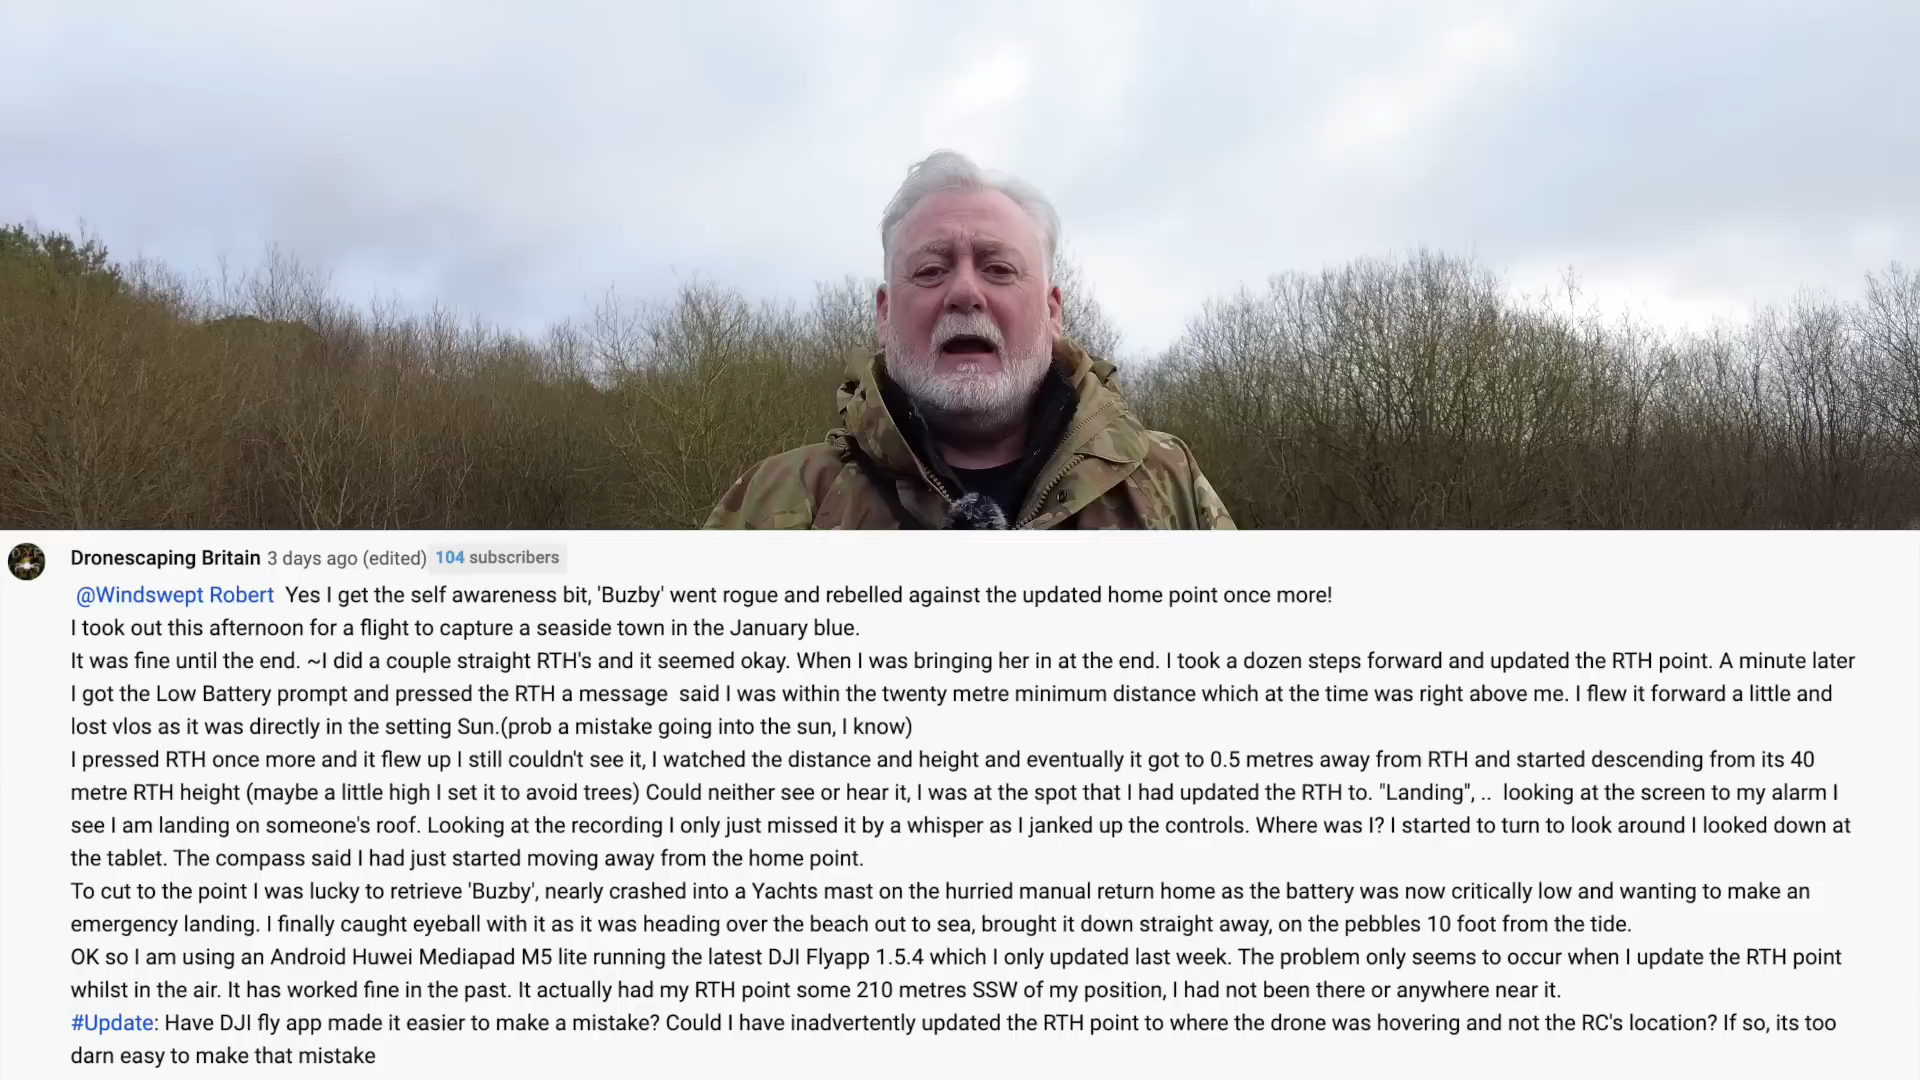 Dronescaping Britain 3 days ago (edited) 104 subscribers
@Windswept Robert Yes I get the self awareness bit, 'Buzby' went rogue and rebelled against the updated home point once more!
I took out this afternoon for a flight to capture a seaside town in the January blue.
It was fine until the end. ~I did a couple straight RTH's and it seemed okay. When I was bringing her in at the end. I took a dozen steps forward and updated the RTH point. A minute later
I got the Low Battery prompt and pressed the RTH a message said I was within the twenty metre minimum distance which at the time was right above me. I flew it forward a little and
lost vlos as it was directly in the setting Sun.(prob a mistake going into the sun, I know)
I pressed RTH once more and it flew up I still couldn't see it, I watched the distance and height and eventually it got to 0.5 metres away from RTH and started descending from its 40
metre RTH height (maybe a little high I set it to avoid trees) Could neither see or hear it, I was at the spot that I had updated the RTH to. "Landing", .. looking at the screen to my alarm I
see I am landing on someone's roof. Looking at the recording I only just missed it by a whisper as I janked up the controls. Where was I? I started to turn to look around I looked down at
the tablet. The compass said I had just started moving away from the home point.
To cut to the point I was lucky to retrieve 'Buzby', nearly crashed into a Yachts mast on the hurried manual return home as the battery was now critically low and wanting to make an
emergency landing. I finally caught eyeball with it as it was heading over the beach out to sea, brought it down straight away, on the pebbles 10 foot from the tide.
OK so I am using an Android Huwei Mediapad M5 lite running the latest DJI Flyapp 1.5.4 which I only updated last week. The problem only seems to occur when I update the RTH point
whilst in the air. It has worked fine in the past. It actually had my RTH point some 210 metres SSW of my position, I had not been there or anywhere near it.
#Update: Have DJI fly app made it easier to make a mistake? Could I have inadvertently updated the RTH point to where the drone was hovering and not the RC's location? If so, its too
darn easy to make that mistake